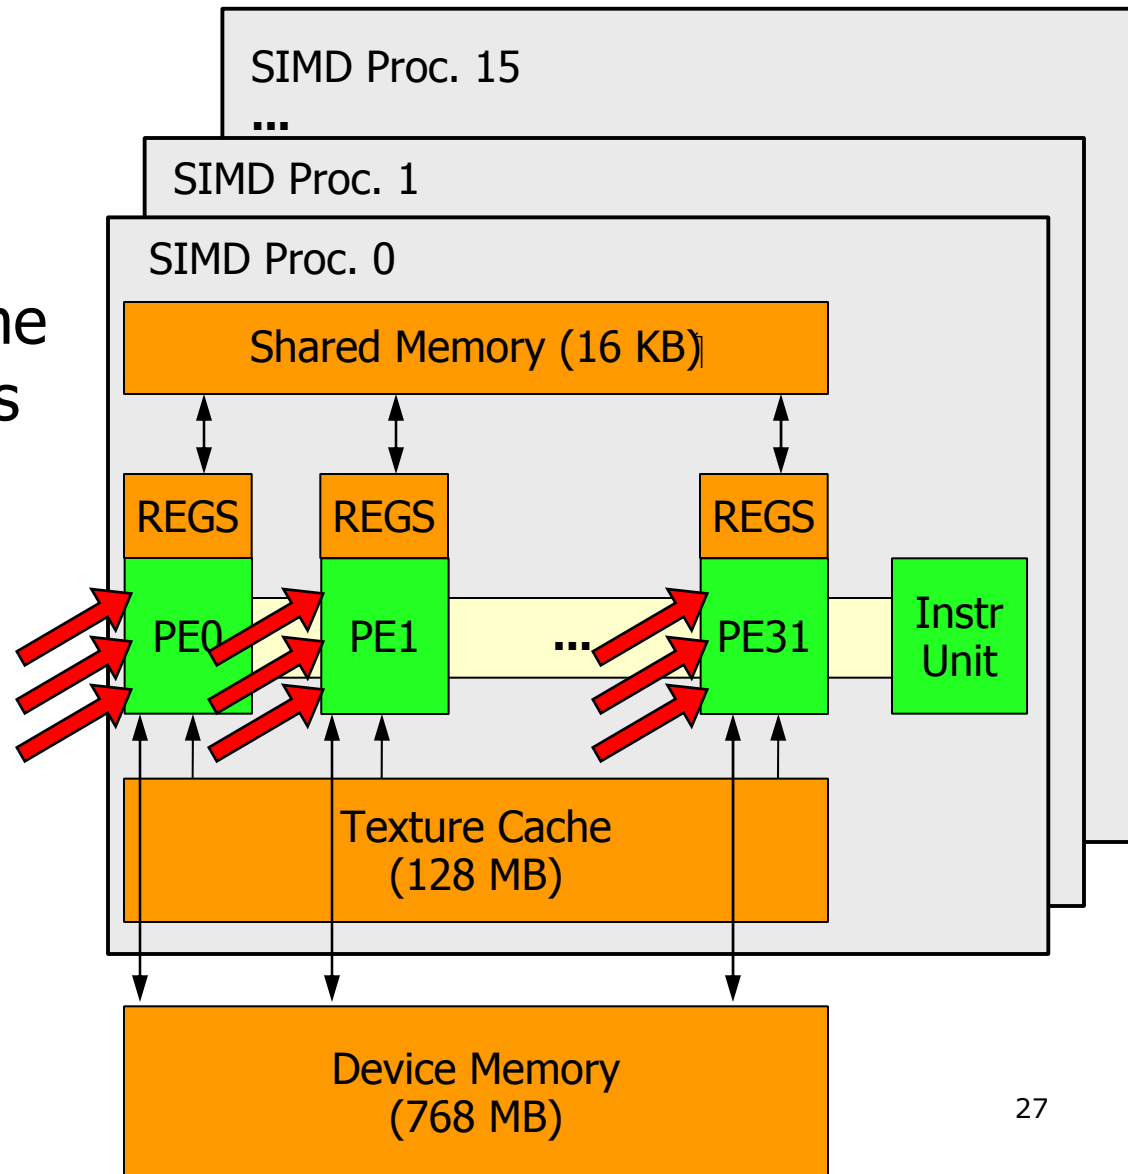 SIMD Proc. 15
...
SIMD Proc. 1
SIMD Proc. 0
ne
s
Shared Memory (16 KB)
REGS REGS REGS
PE0 PE1 ... PE31
Instr
Unit
Texture Cache
(128 MB)
Device Memory
(768 MB)
27